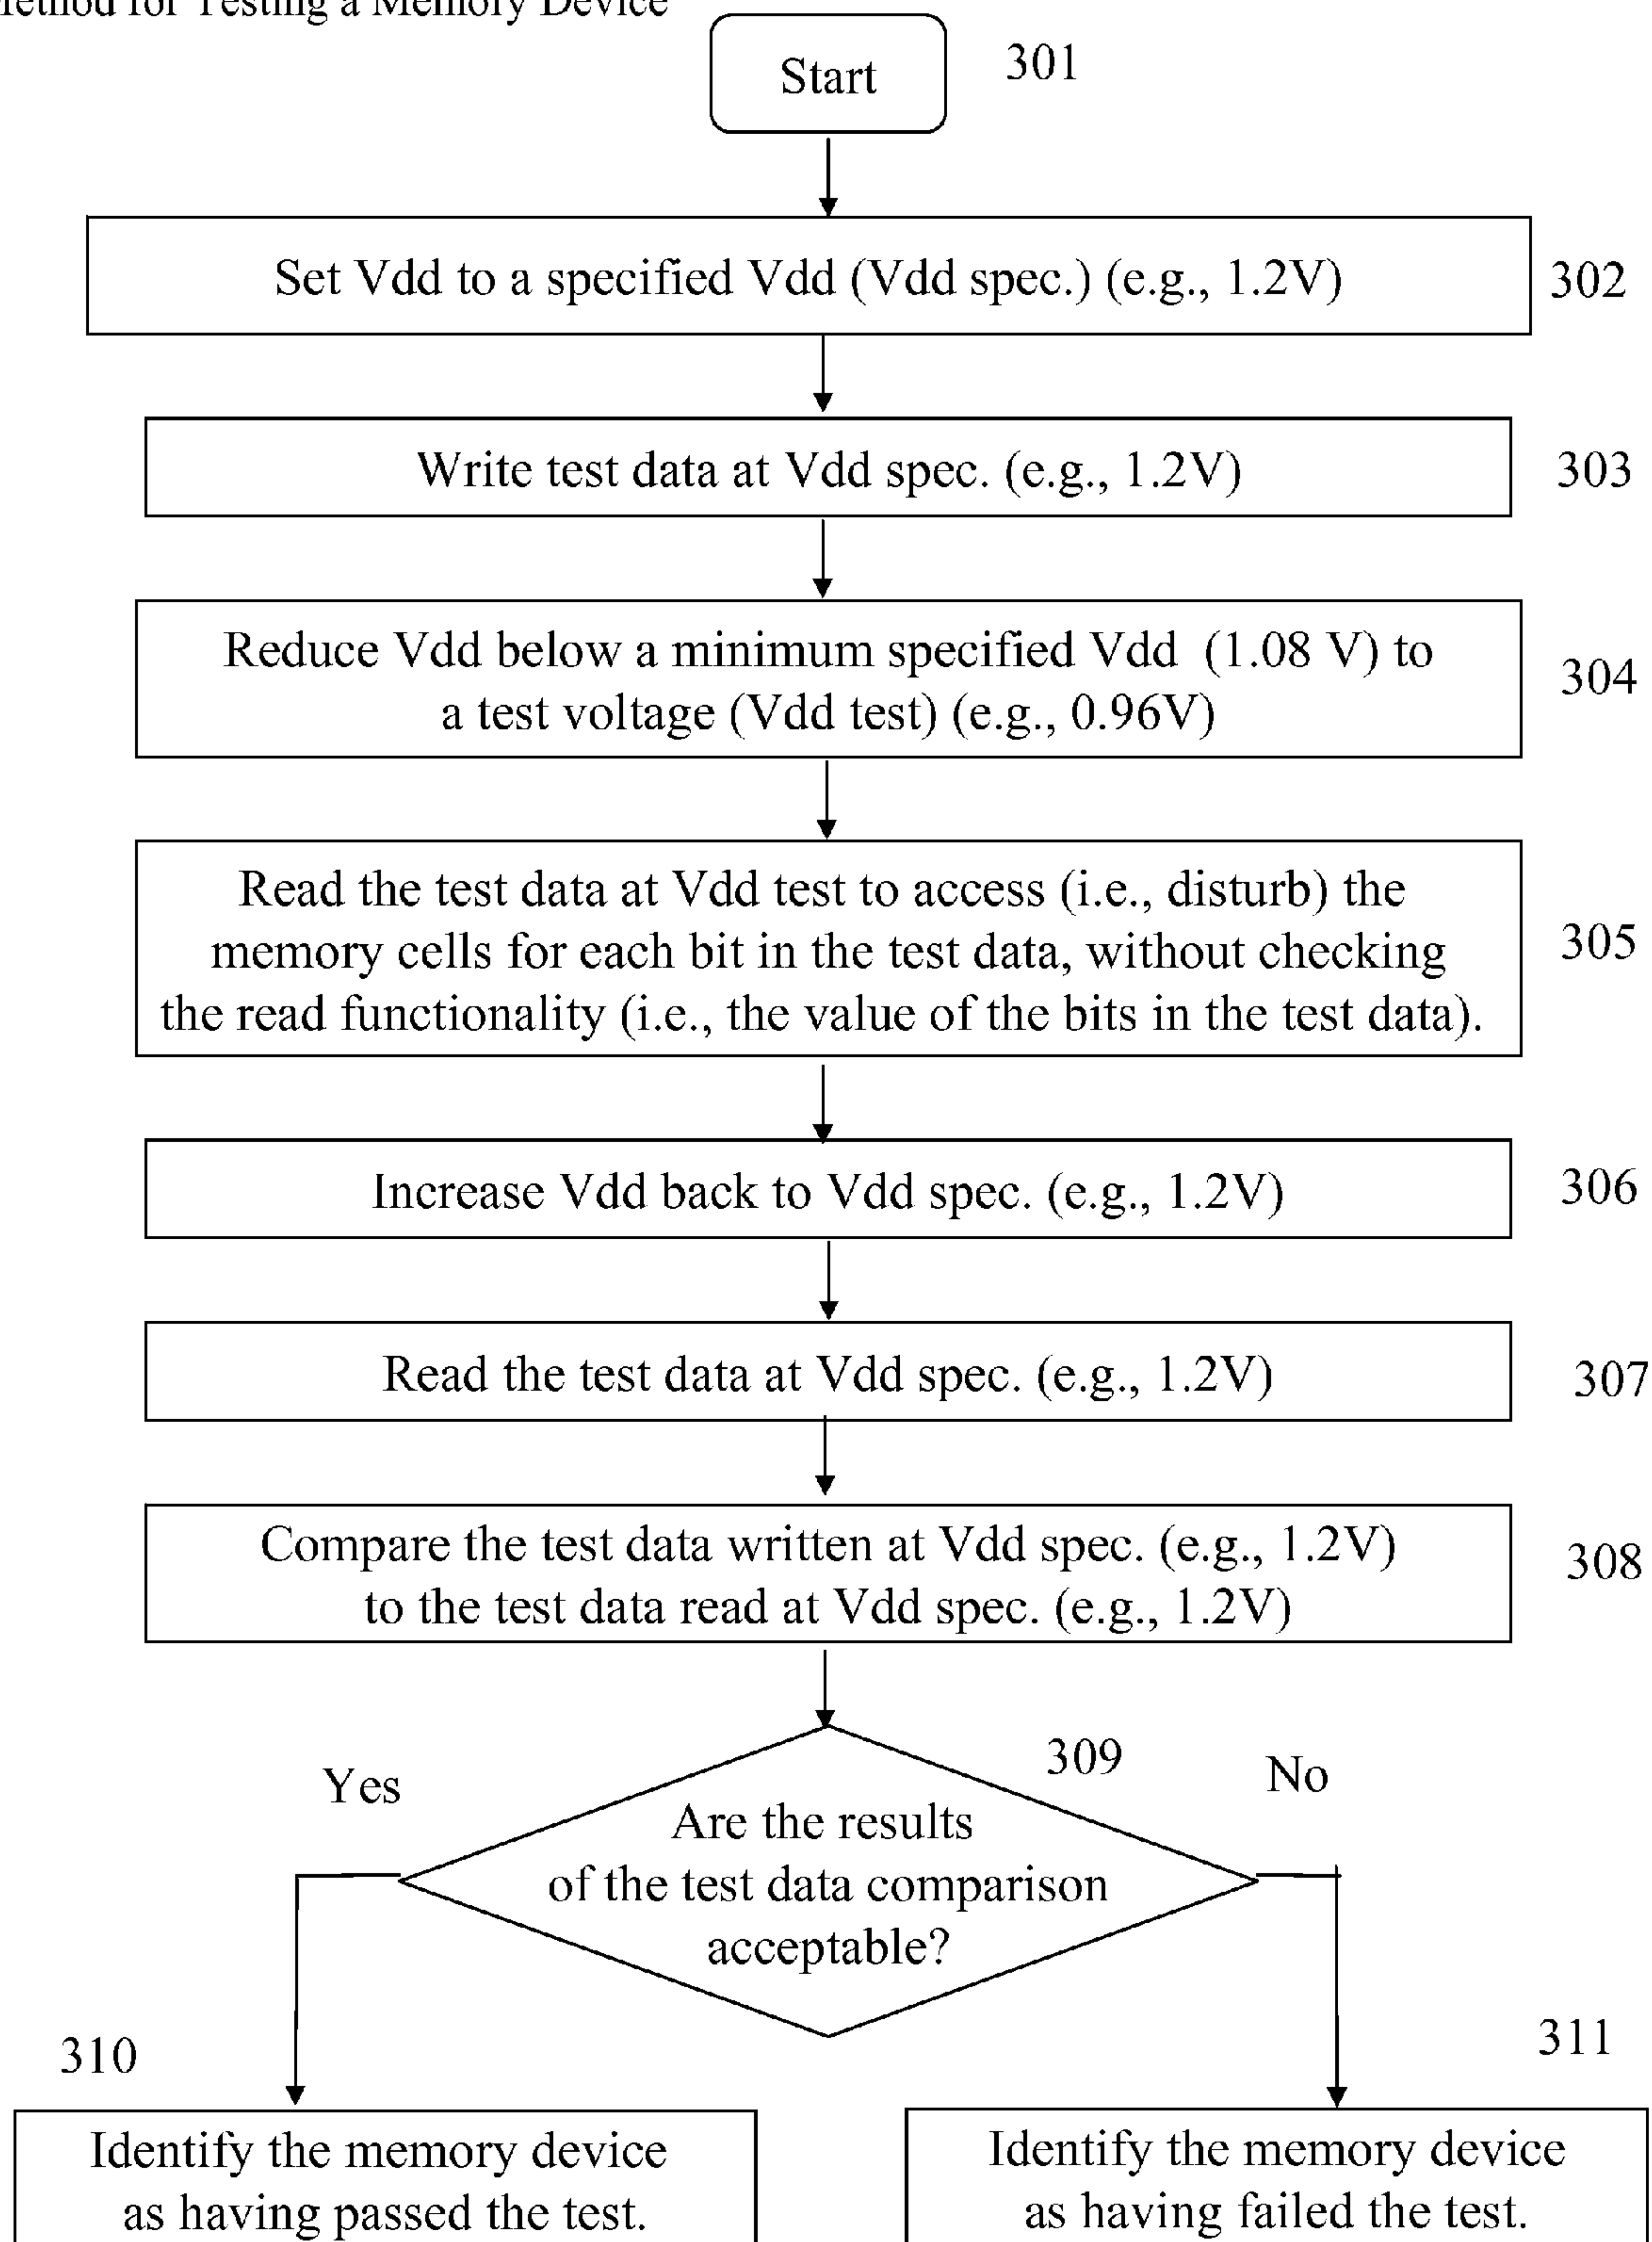 Method for Testing a Memory Device
Start
301
Set Vdd to a specified Vdd (Vdd spec.) (e.g., 1.2V)
302
Write test data at Vdd spec. (e.g., 1.2V)
303
Reduce Vdd below a minimum specified Vdd (1.08 V) to
a test voltage (Vdd test) (e.g., 0.96V)
304
Read the test data at Vdd test to access (i.e., disturb) the
memory cells for each bit in the test data, without checking
the read functionality (i.e., the value of the bits in the test data).
305
Increase Vdd back to Vdd spec. (e.g., 1.2V)
306
Read the test data at Vdd spec. (e.g., 1.2V)
307
Compare the test data written at Vdd spec. (e.g., 1.2V)
to the test data read at Vdd spec. (e.g., 1.2V)
308
309
Yes
No
Are the results
of the test data comparison
acceptable?
310
311
Identify the memory device
as having passed the test.
Identify the memory device
as having failed the test.